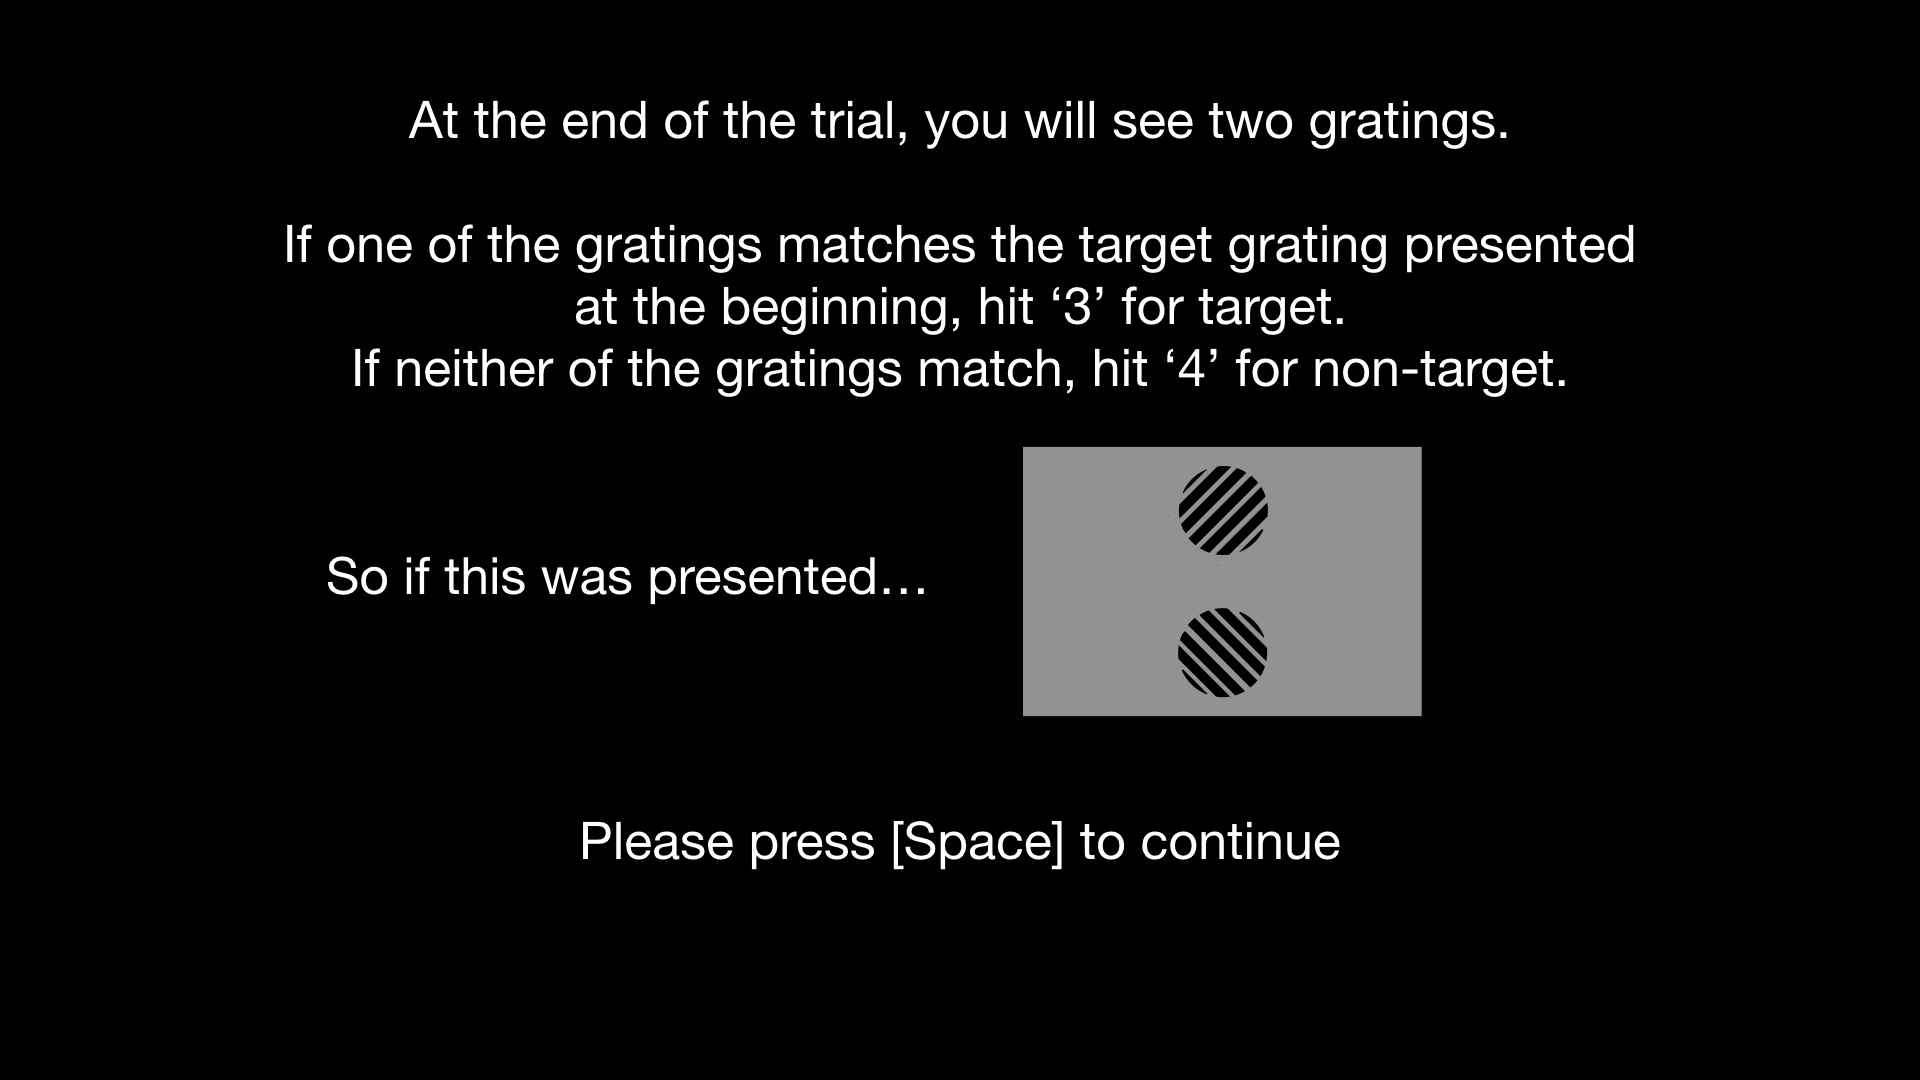 At the end of the trial, you will see two gratings.
If one of the gratings matches the target grating presented
at the beginning, hit ‘3’ for target.
If neither of the gratings match, hit ‘4’ for non-target.
So if this was presented…
Please press [Space] to continue